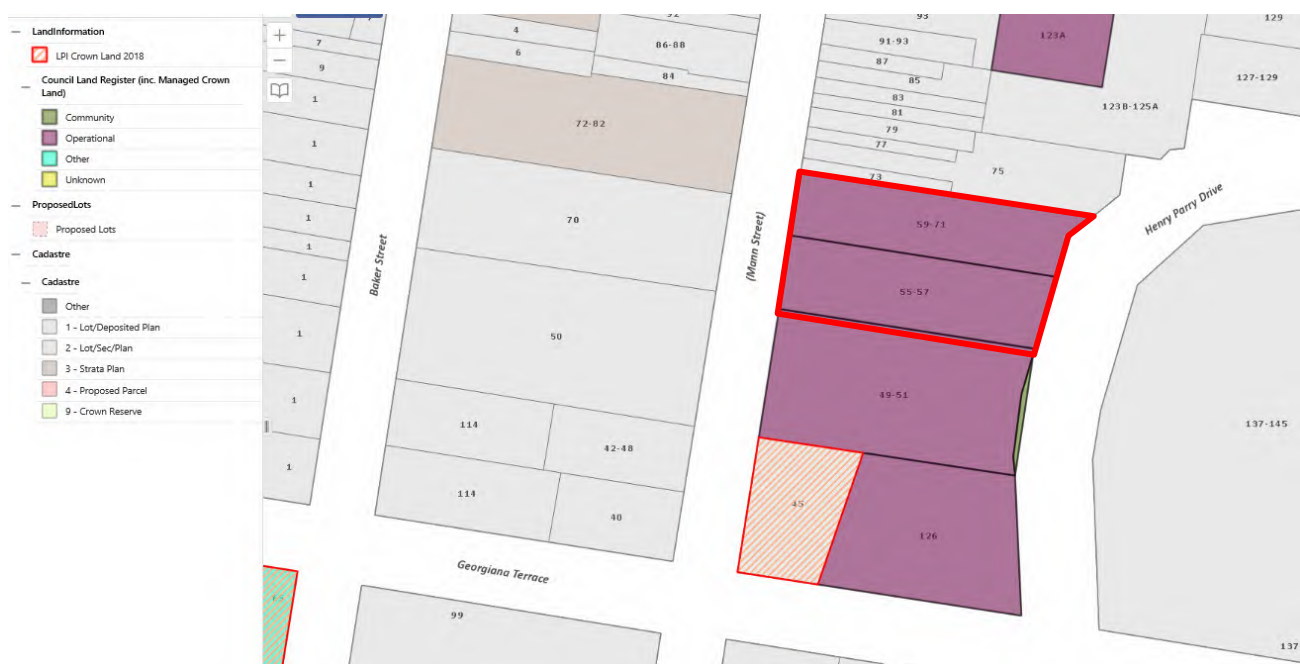 LandInformation
LPI Crown Land 2018
Council Land Register (inc. Managed Crown
Land)
Community
Operational
Other
Unknown
ProposedLots
Proposed Lots
Cadastre
Cadastre
Other
1 - Lot/Deposited Plan
2 - Lot/Sec/Plan
3 - Strata Plan
4 - Proposed Parcel
9 - Crown Reserve
7
9
1
1
1
1
1
1
1
1
1
Baker Street
4
6
86-88
84
72-82
70
50
114
42-48
114
40
Georgiana Terrace
99
(Mann Street)
93
91-93
87
85
83
81
79
77
75
73
123A
123B-125A
129
127-129
Henry Parry Drive
59-71
55-57
49-51
45
126
137-145
137